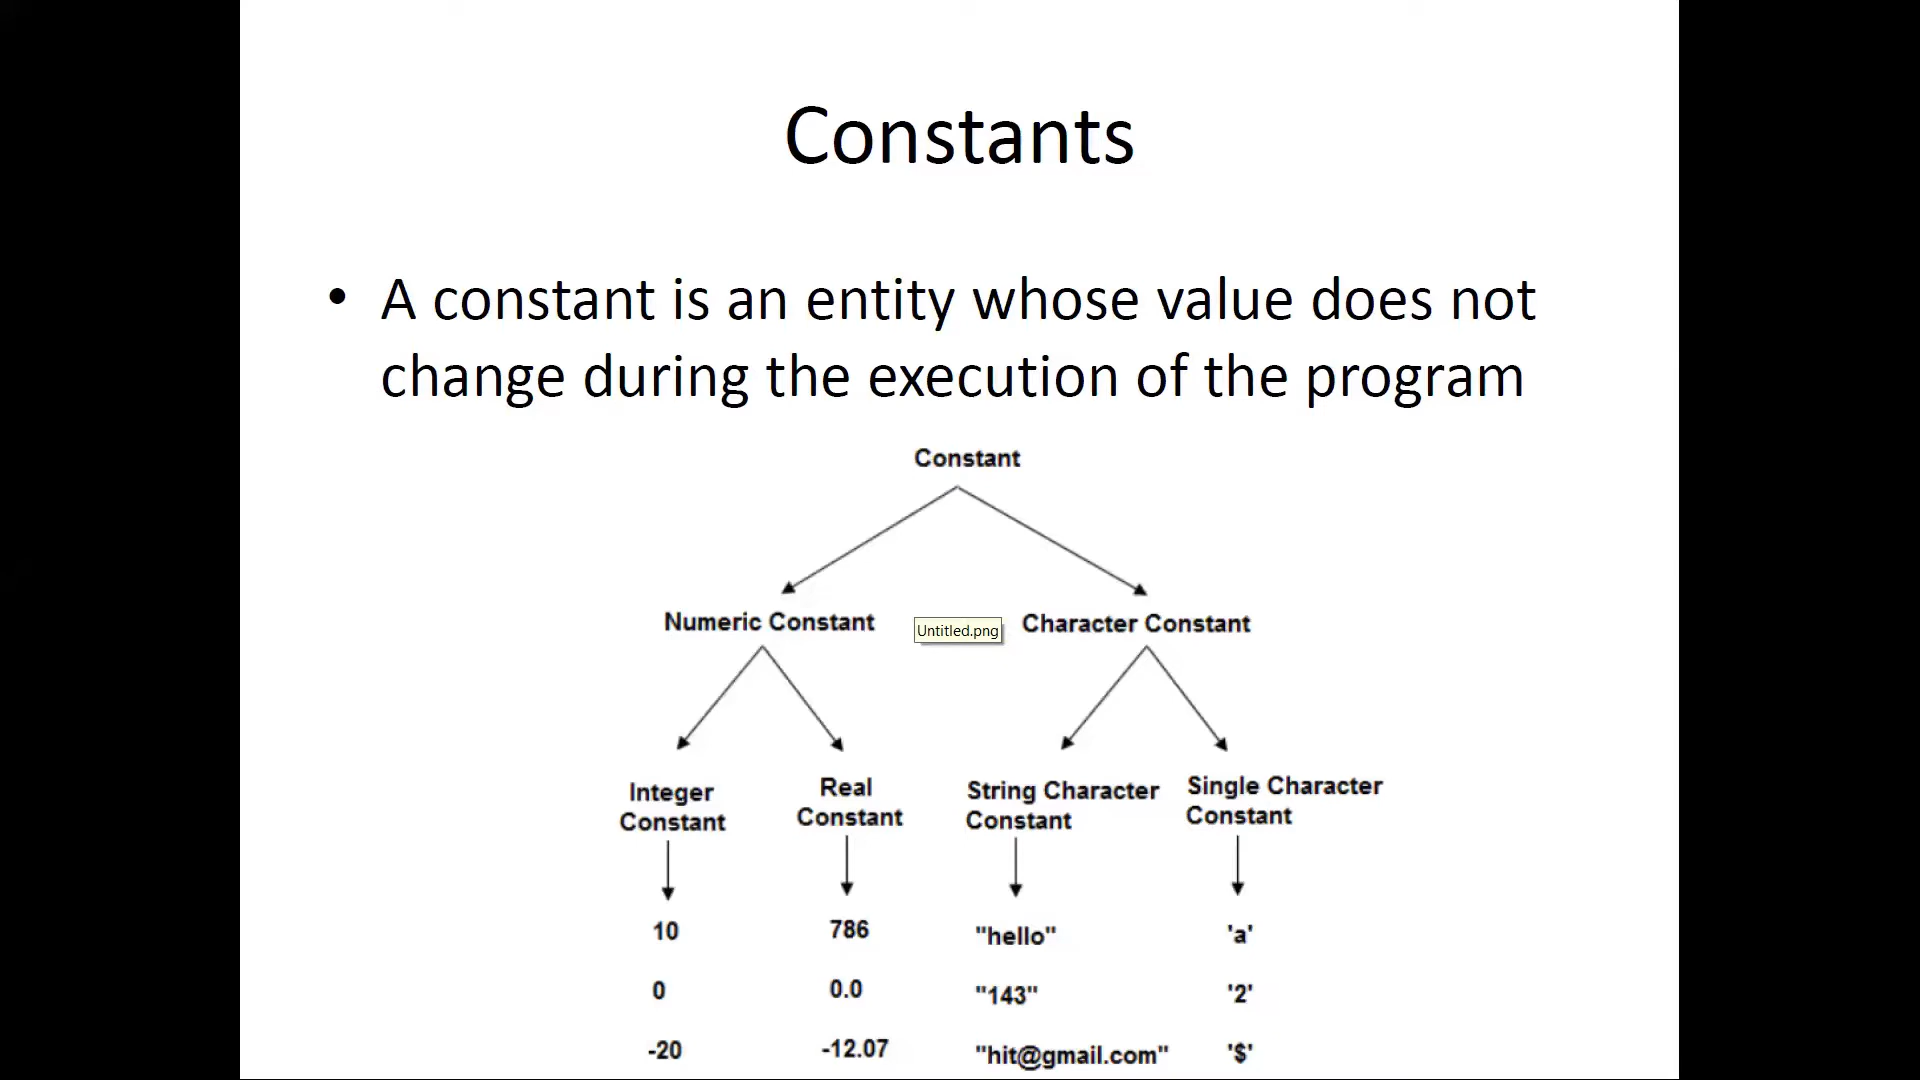 Constants
• A constant is an entity whose value does not
change during the execution of the program
Constant
Numeric Constant
Untitled.png
Character Constant
Integer
Constant
Real
Constant
String Character
Constant
Single Character
Constant
10 786 "hello" 'a'
0 0.0 "143" '2'
-20 -12.07 "hit@gmail.com" '$'